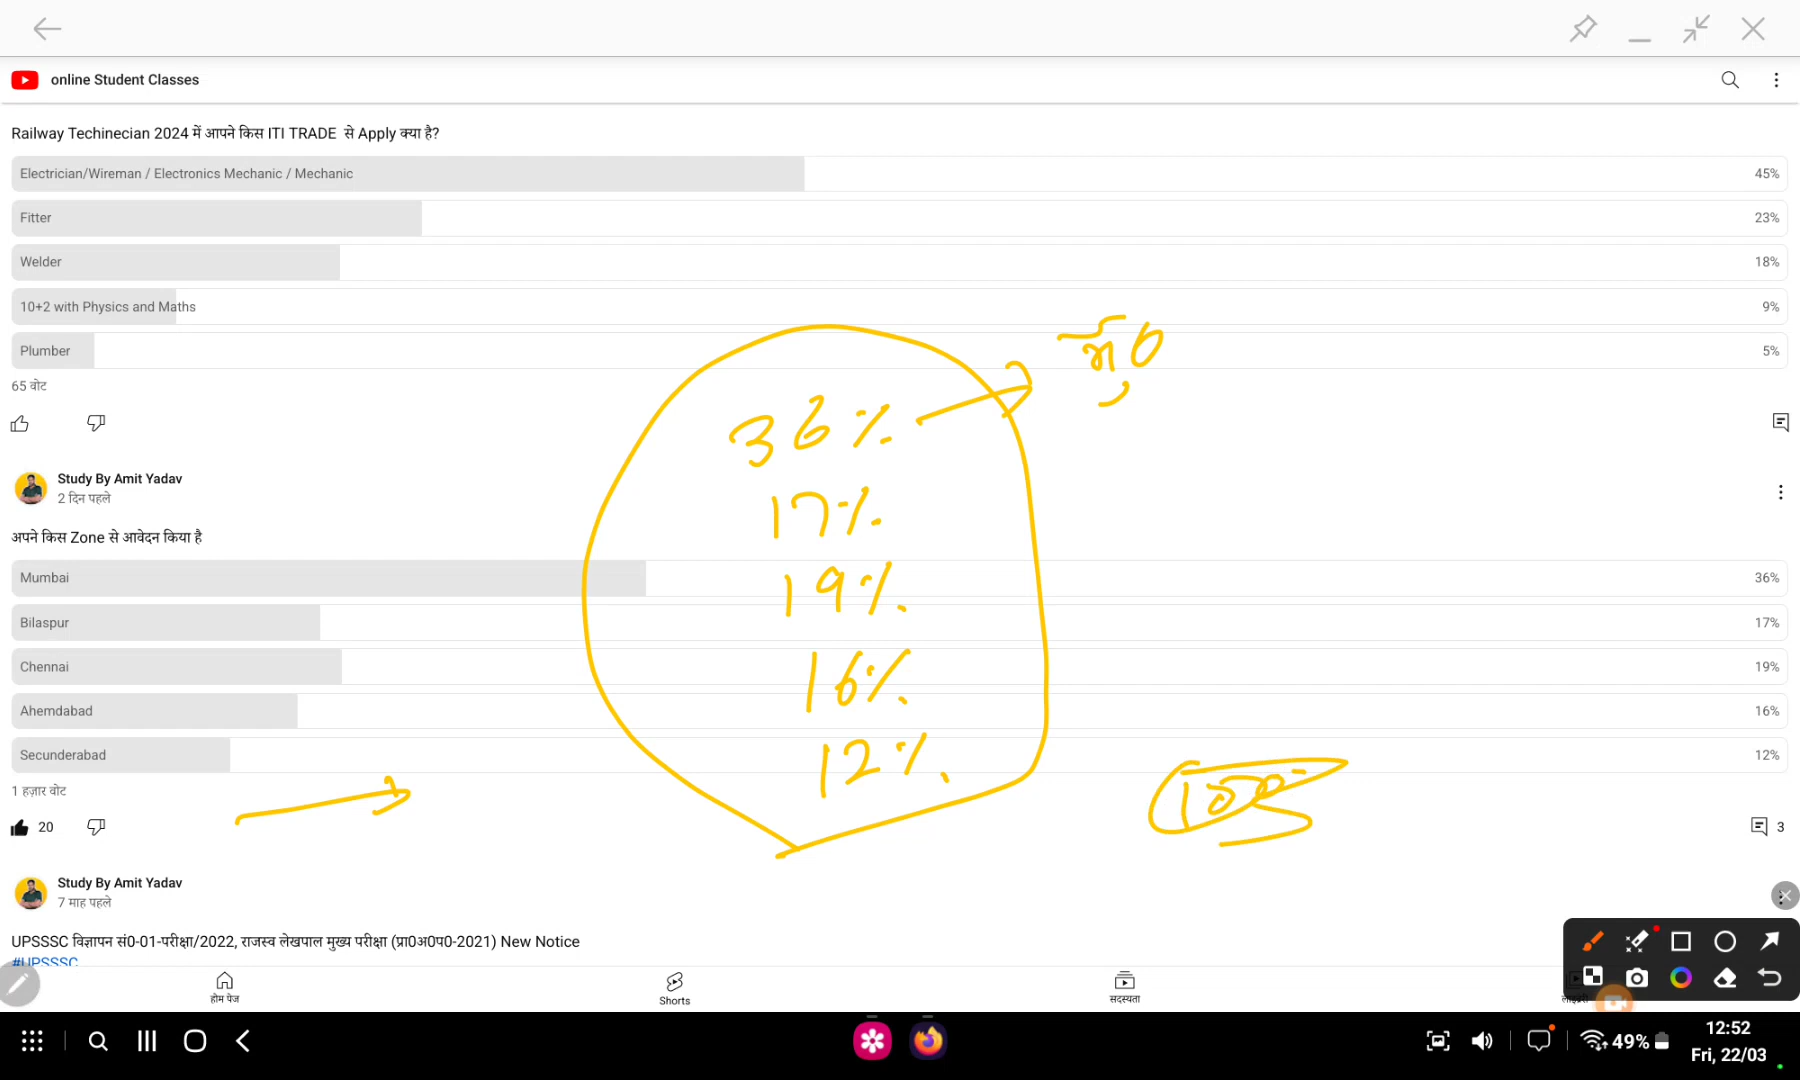 online Student Classes
Railway Techinecian 2024 में आपने किस ITI TRADE से Apply क्या है?
Electrician/Wireman / Electronics Mechanic / Mechanic 45%
Fitter 23%
Welder 18%
10+2 with Physics and Maths 9%
Plumber 5%
65 वोट
36%
17%
19%
16%
12%
100
Study By Amit Yadav
2 दिन पहले
अपने किस Zone से आवेदन किया है
Mumbai 36%
Bilaspur 17%
Chennai 19%
Ahemdabad 16%
Secunderabad 12%
1 हज़ार वोट
20
3
Study By Amit Yadav
7 माह पहले
UPSSSC विज्ञापन सं0-01-परीक्षा/2022, राजस्व लेखपाल मुख्य परीक्षा (प्रा0अ0प0-2021) New Notice
#UPSSSC
होम पेज
Shorts
सदस्यता
49%
12:52
Fri, 22/03